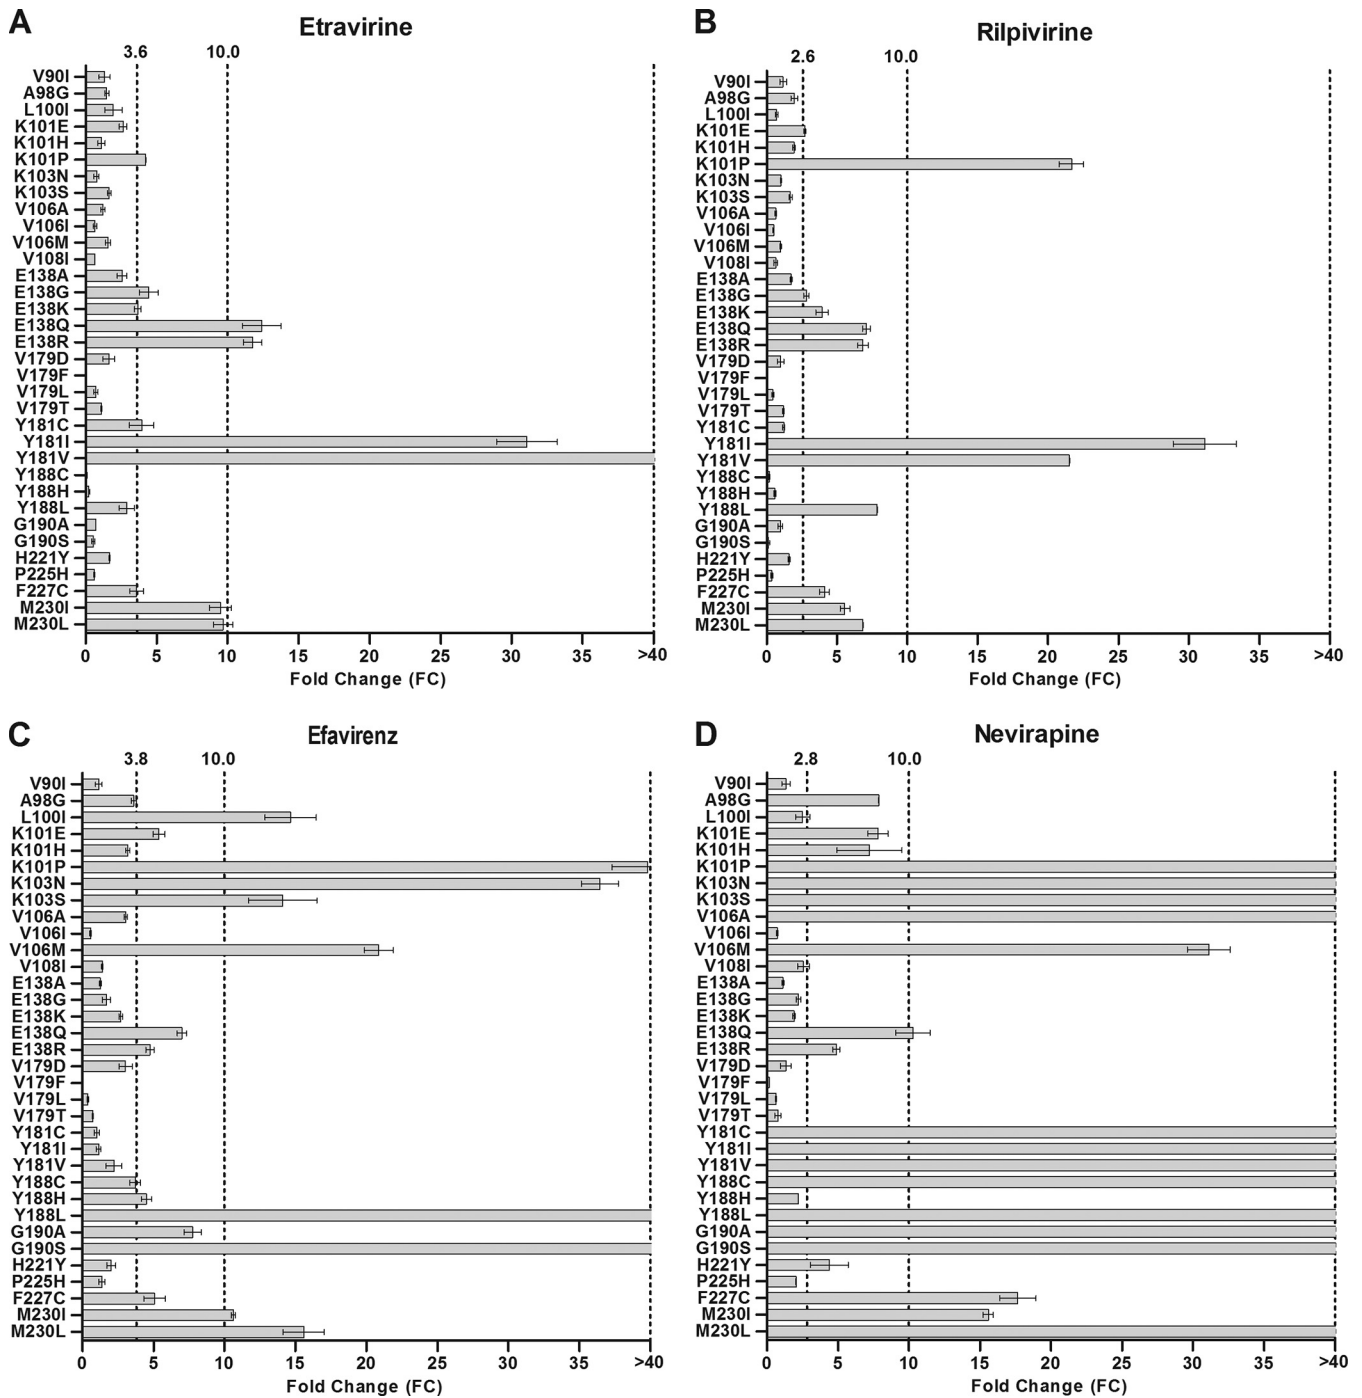 A
Etravirine
3.6 10.0
V90I
A98G
L100I
K101E
K101H
K101P
K103N
K103S
V106A
V106I
V106M
V108I
E138A
E138G
E138K
E138Q
E138R
V179D
V179F
V179L
V179T
Y181C
Y181I
Y181V
Y188C
Y188H
Y188L
G190A
G190S
H221Y
P225H
F227C
M230I
M230L
0 5 10 15 20 25 30 35 >40
Fold Change (FC)
B
Rilpivirine
2.6 10.0
V90I
A98G
L100I
K101E
K101H
K101P
K103N
K103S
V106A
V106I
V106M
V108I
E138A
E138G
E138K
E138Q
E138R
V179D
V179F
V179L
V179T
Y181C
Y181I
Y181V
Y188C
Y188H
Y188L
G190A
G190S
H221Y
P225H
F227C
M230I
M230L
0 5 10 15 20 25 30 35 >40
Fold Change (FC)
C
Efavirenz
3.8 10.0
V90I
A98G
L100I
K101E
K101H
K101P
K103N
K103S
V106A
V106I
V106M
V108I
E138A
E138G
E138K
E138Q
E138R
V179D
V179F
V179L
V179T
Y181C
Y181I
Y181V
Y188C
Y188H
Y188L
G190A
G190S
H221Y
P225H
F227C
M230I
M230L
0 5 10 15 20 25 30 35 >40
Fold Change (FC)
D
Nevirapine
2.8 10.0
V90I
A98G
L100I
K101E
K101H
K101P
K103N
K103S
V106A
V106I
V106M
V108I
E138A
E138G
E138K
E138Q
E138R
V179D
V179F
V179L
V179T
Y181C
Y181I
Y181V
Y188C
Y188H
Y188L
G190A
G190S
H221Y
P225H
F227C
M230I
M230L
0 5 10 15 20 25 30 35 >40
Fold Change (FC)